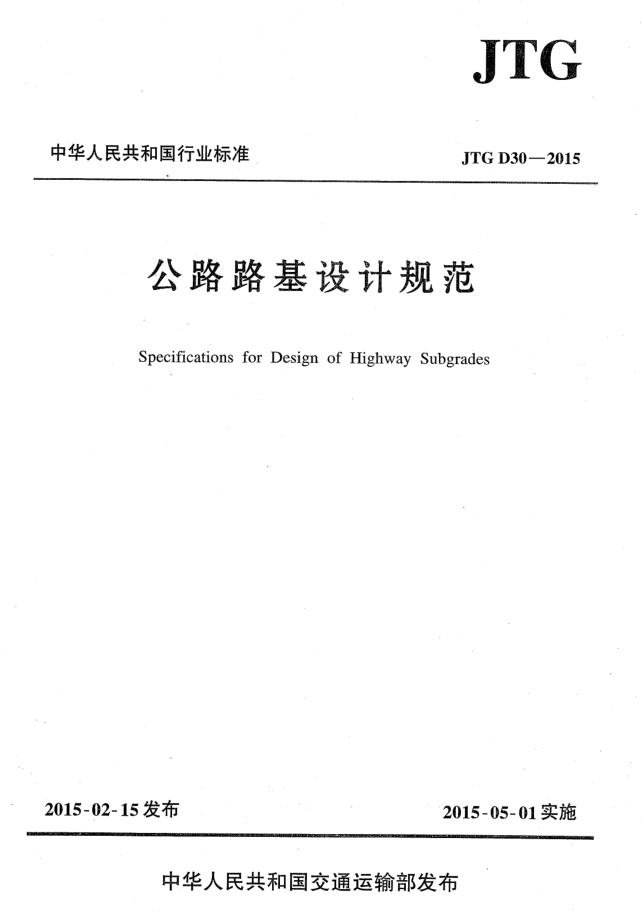 JTG
中华人民共和国行业标准
JTG D30—2015
公路路基设计规范
Specifications for Design of Highway Subgrades
2015-02-15发布
2015-05-01实施
中华人民共和国交通运输部发布